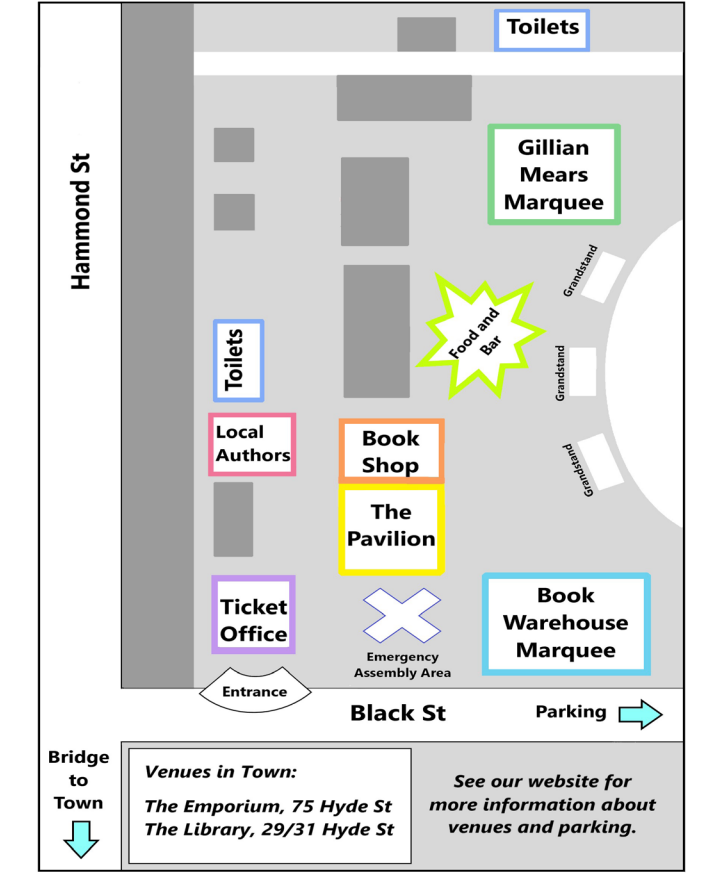 Toilets
Gillian
Mears
Marquee
Hammond St
Grandstand
Food and
Bar
Grandstand
Toilets
Local
Authors
Book
Shop
Grandstand
The
Pavilion
Ticket
Office
Book
Warehouse
Marquee
Emergency
Assembly Area
Entrance
Black St
Parking
Bridge
to
Town
Venues in Town:
The Emporium, 75 Hyde St
The Library, 29/31 Hyde St
See our website for
more information about
venues and parking.